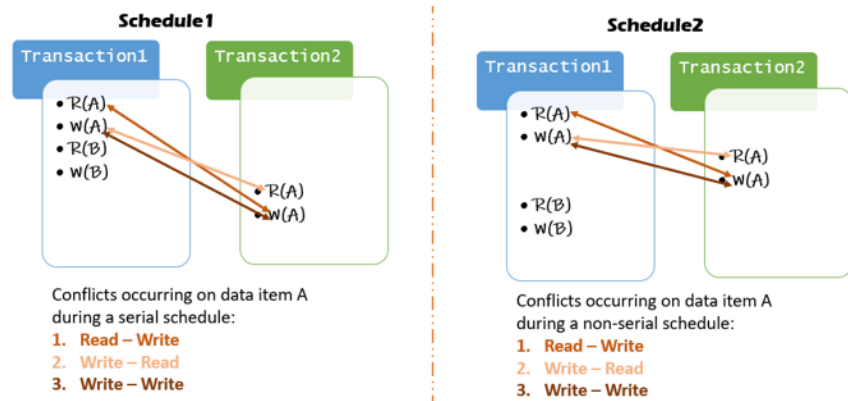 Schedule1
Transaction1
Transaction2
• R(A)
• W(A)
• R(B)
• W(B)
• R(A)
• W(A)
Conflicts occurring on data item A
during a serial schedule:
1. Read – Write
2. Write – Read
3. Write – Write
Schedule2
Transaction1
Transaction2
• R(A)
• W(A)
• R(A)
• W(A)
• R(B)
• W(B)
Conflicts occurring on data item A
during a non-serial schedule:
1. Read – Write
2. Write – Read
3. Write – Write